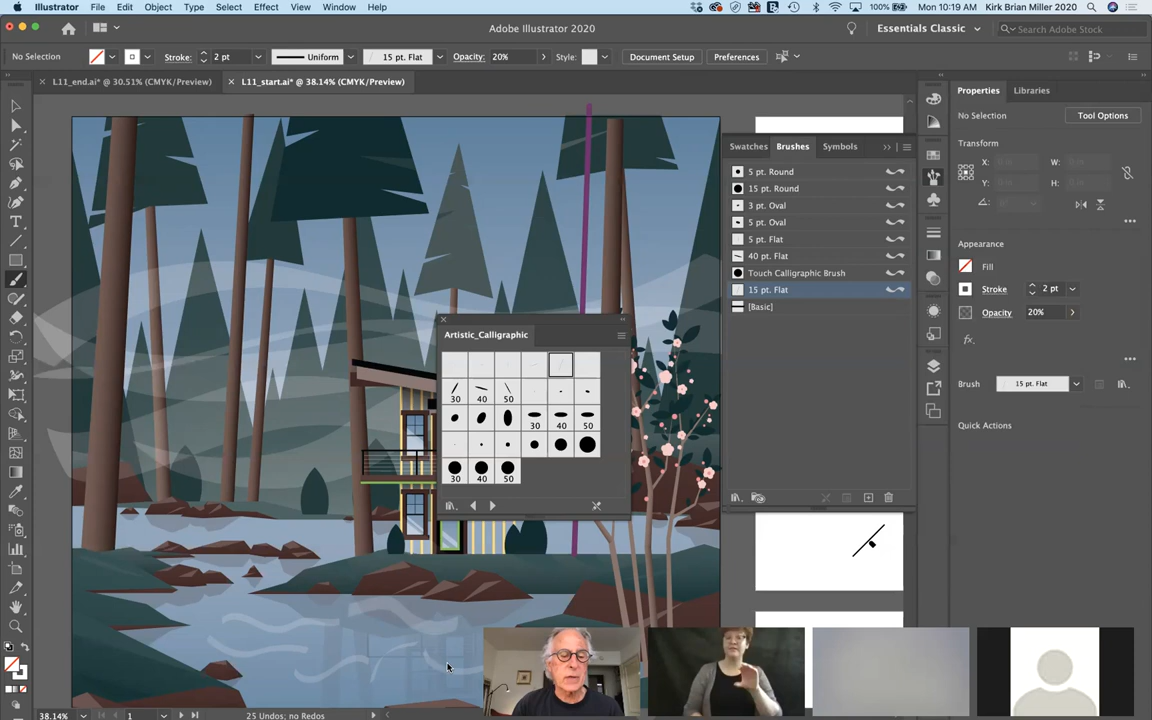 Illustrator File Edit Object Type Select Effect View Window Help 100% Mon 10:19 AM Kirk Brian Miller 2020
Adobe Illustrator 2020 Essentials Classic Search Adobe Stock
No Selection Stroke: 2 pt Uniform 15 pt. Flat Opacity: 20% Style: Document Setup Preferences
× L11_end.ai* @ 30.51% (CMYK/Preview) × L11_start.ai* @ 38.14% (CMYK/Preview)
Properties Libraries
No Selection Tool Options
Transform
X: W:
Y: H:
Appearance
Fill
Stroke 2 pt
Opacity 20%
fx.
Brush 15 pt. Flat
Quick Actions
Swatches Brushes Symbols
5 pt. Round
15 pt. Round
3 pt. Oval
5 pt. Oval
5 pt. Flat
40 pt. Flat
Touch Calligraphic Brush
15 pt. Flat
[Basic]
Artistic_Calligraphic
30 40 50
30 40 50
30 40 50
38.14% 1 25 Undos; no Redos